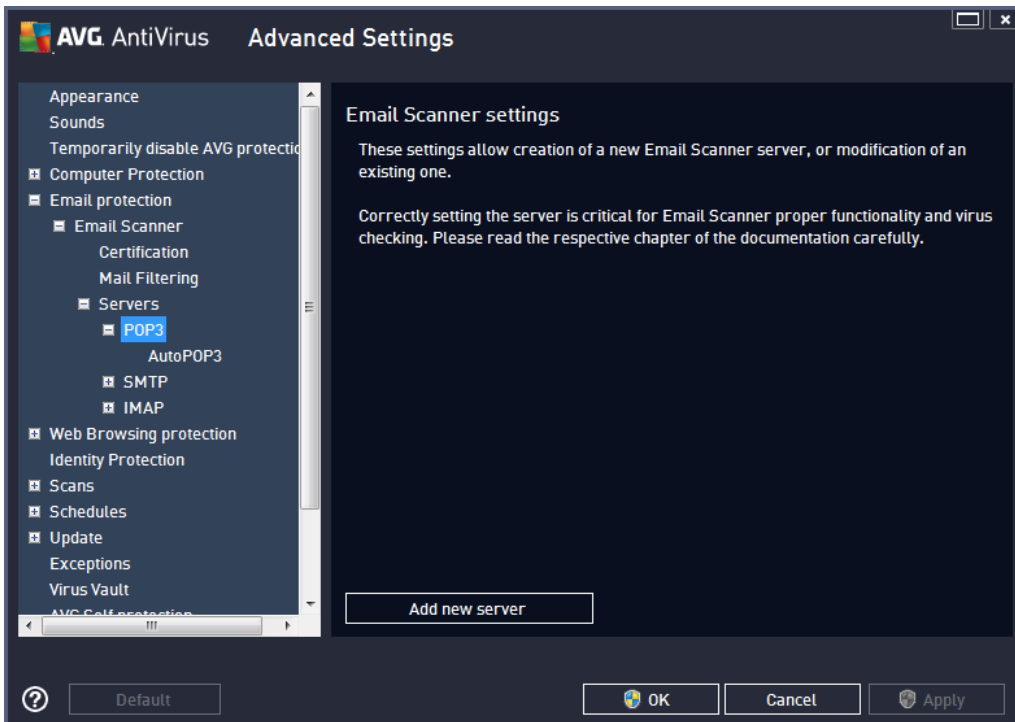 AVG. AntiVirus Advanced Settings
Appearance
Sounds
Temporarily disable AVG protectio
Computer Protection
Email protection
Email Scanner
Certification
Mail Filtering
Servers
POP3
AutoPOP3
SMTP
IMAP
Web Browsing protection
Identity Protection
Scans
Schedules
Update
Exceptions
Virus Vault
AVG Self protection
Email Scanner settings
These settings allow creation of a new Email Scanner server, or modification of an
existing one.
Correctly setting the server is critical for Email Scanner proper functionality and virus
checking. Please read the respective chapter of the documentation carefully.
Add new server
? Default
OK
Cancel
Apply